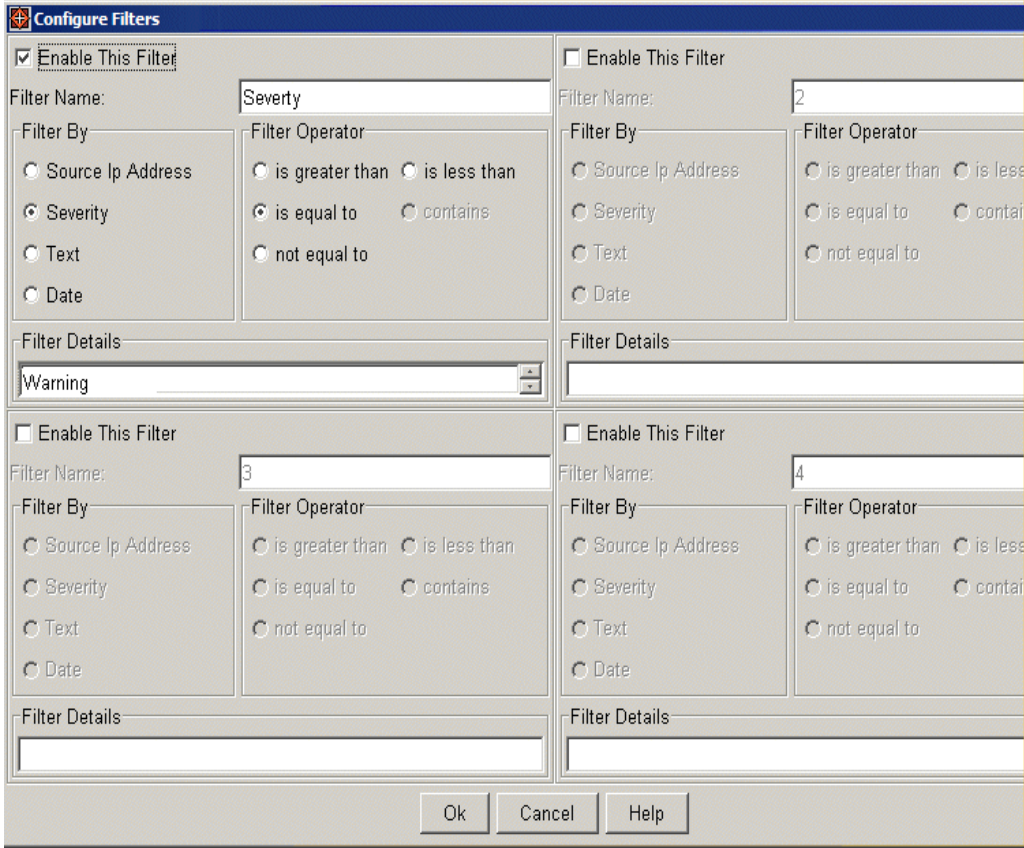 Configure Filters
Enable This Filter
Filter Name: Severty
Filter By
Source Ip Address
Severity
Text
Date
Filter Operator
is greater than is less than
is equal to contains
not equal to
Filter Details
Warning
Enable This Filter
Filter Name: 2
Filter By
Source Ip Address
Severity
Text
Date
Filter Operator
is greater than is less
is equal to contai
not equal to
Filter Details
Enable This Filter
Filter Name: 3
Filter By
Source Ip Address
Severity
Text
Date
Filter Operator
is greater than is less than
is equal to contains
not equal to
Filter Details
Enable This Filter
Filter Name: 4
Filter By
Source Ip Address
Severity
Text
Date
Filter Operator
is greater than is less
is equal to contai
not equal to
Filter Details
Ok Cancel Help